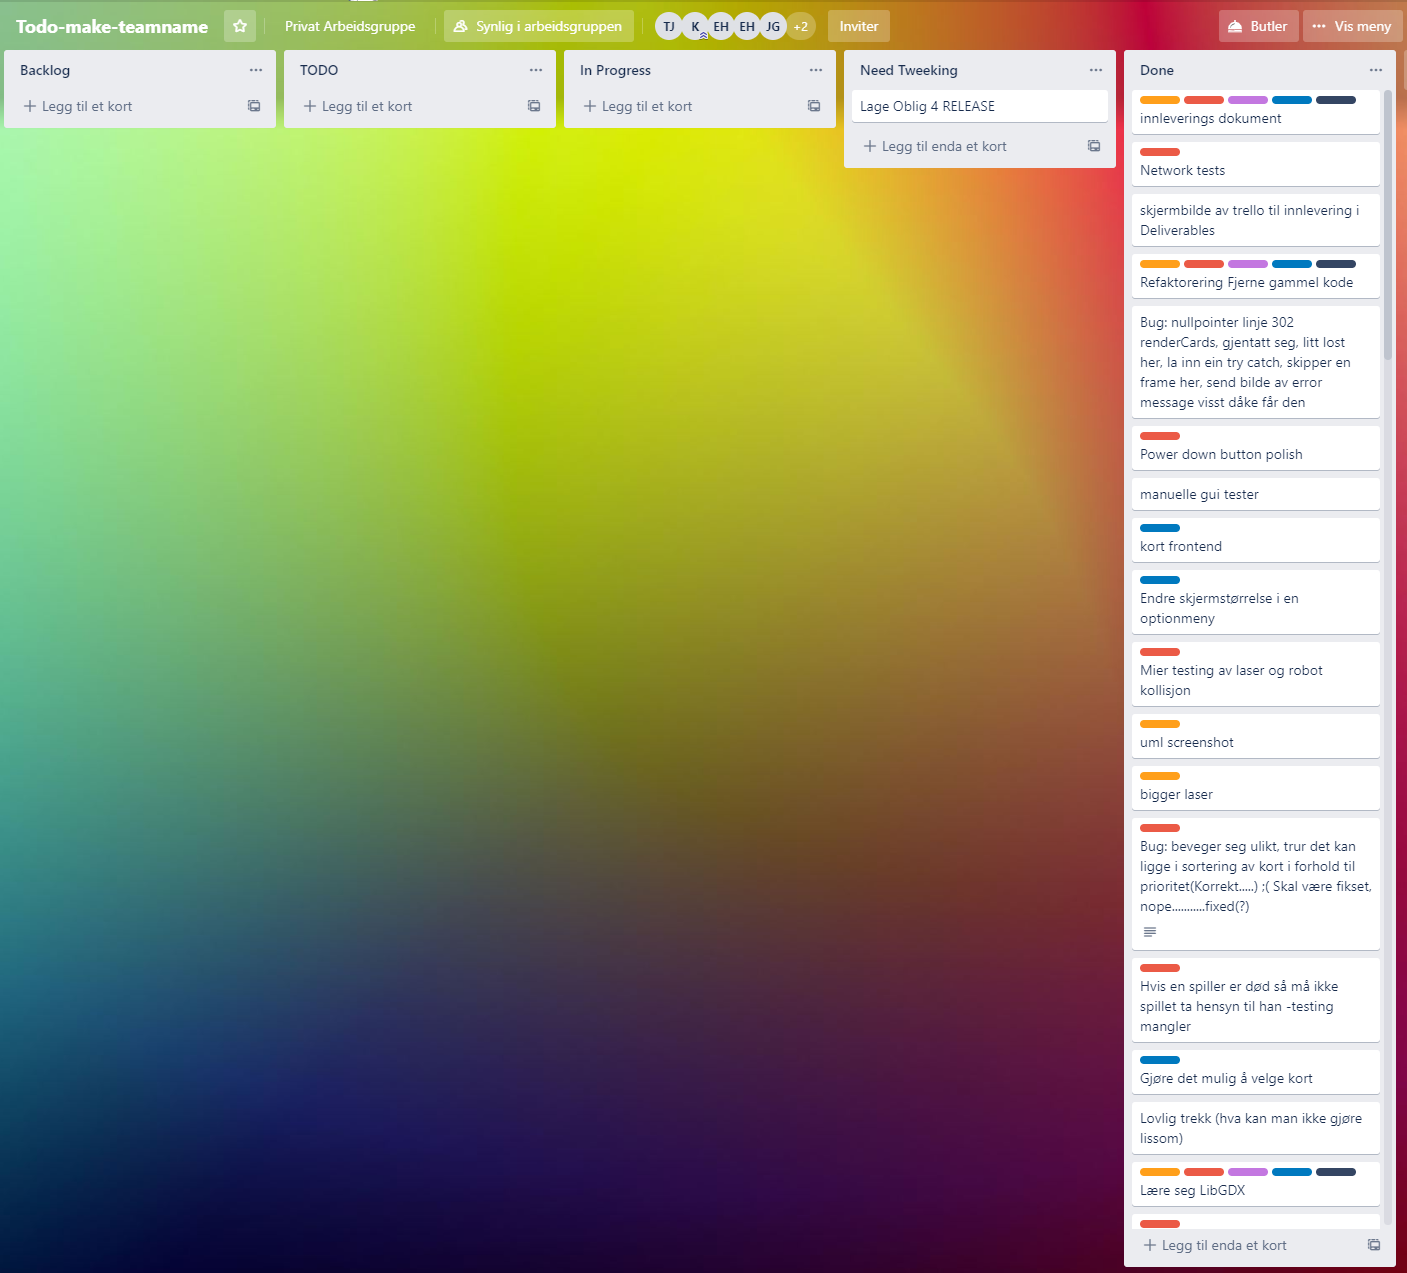 Todo-make-teamname
Privat Arbeidsgruppe
Synlig i arbeidsgruppen
TJ
K
EH
EH
JG
+2
Inviter
Butler
Vis meny
Backlog
Legg til et kort
TODO
Legg til et kort
In Progress
Legg til et kort
Need Tweeking
Lage Oblig 4 RELEASE
Legg til enda et kort
Done
innleverings dokument
Network tests
skjermbilde av trello til innlevering i
Deliverables
Refaktorering Fjerne gammel kode
Bug: nullpointer linje 302
renderCards, gjentatt seg, litt lost
her, la inn ein try catch, skipper en
frame her, send bilde av error
message visst dåke får den
Power down button polish
manuelle gui tester
kort frontend
Endre skjermstørrelse i en
optionmeny
Mier testing av laser og robot
kollisjon
uml screenshot
bigger laser
Bug: beveger seg ulikt, trur det kan
ligge i sortering av kort i forhold til
prioritet(Korrekt.....) ;( Skal være fikset,
nope...........fixed(?)
Hvis en spiller er død så må ikke
spillet ta hensyn til han -testing
mangler
Gjøre det mulig å velge kort
Lovlig trekk (hva kan man ikke gjøre
lissom)
Lære seg LibGDX
Legg til enda et kort